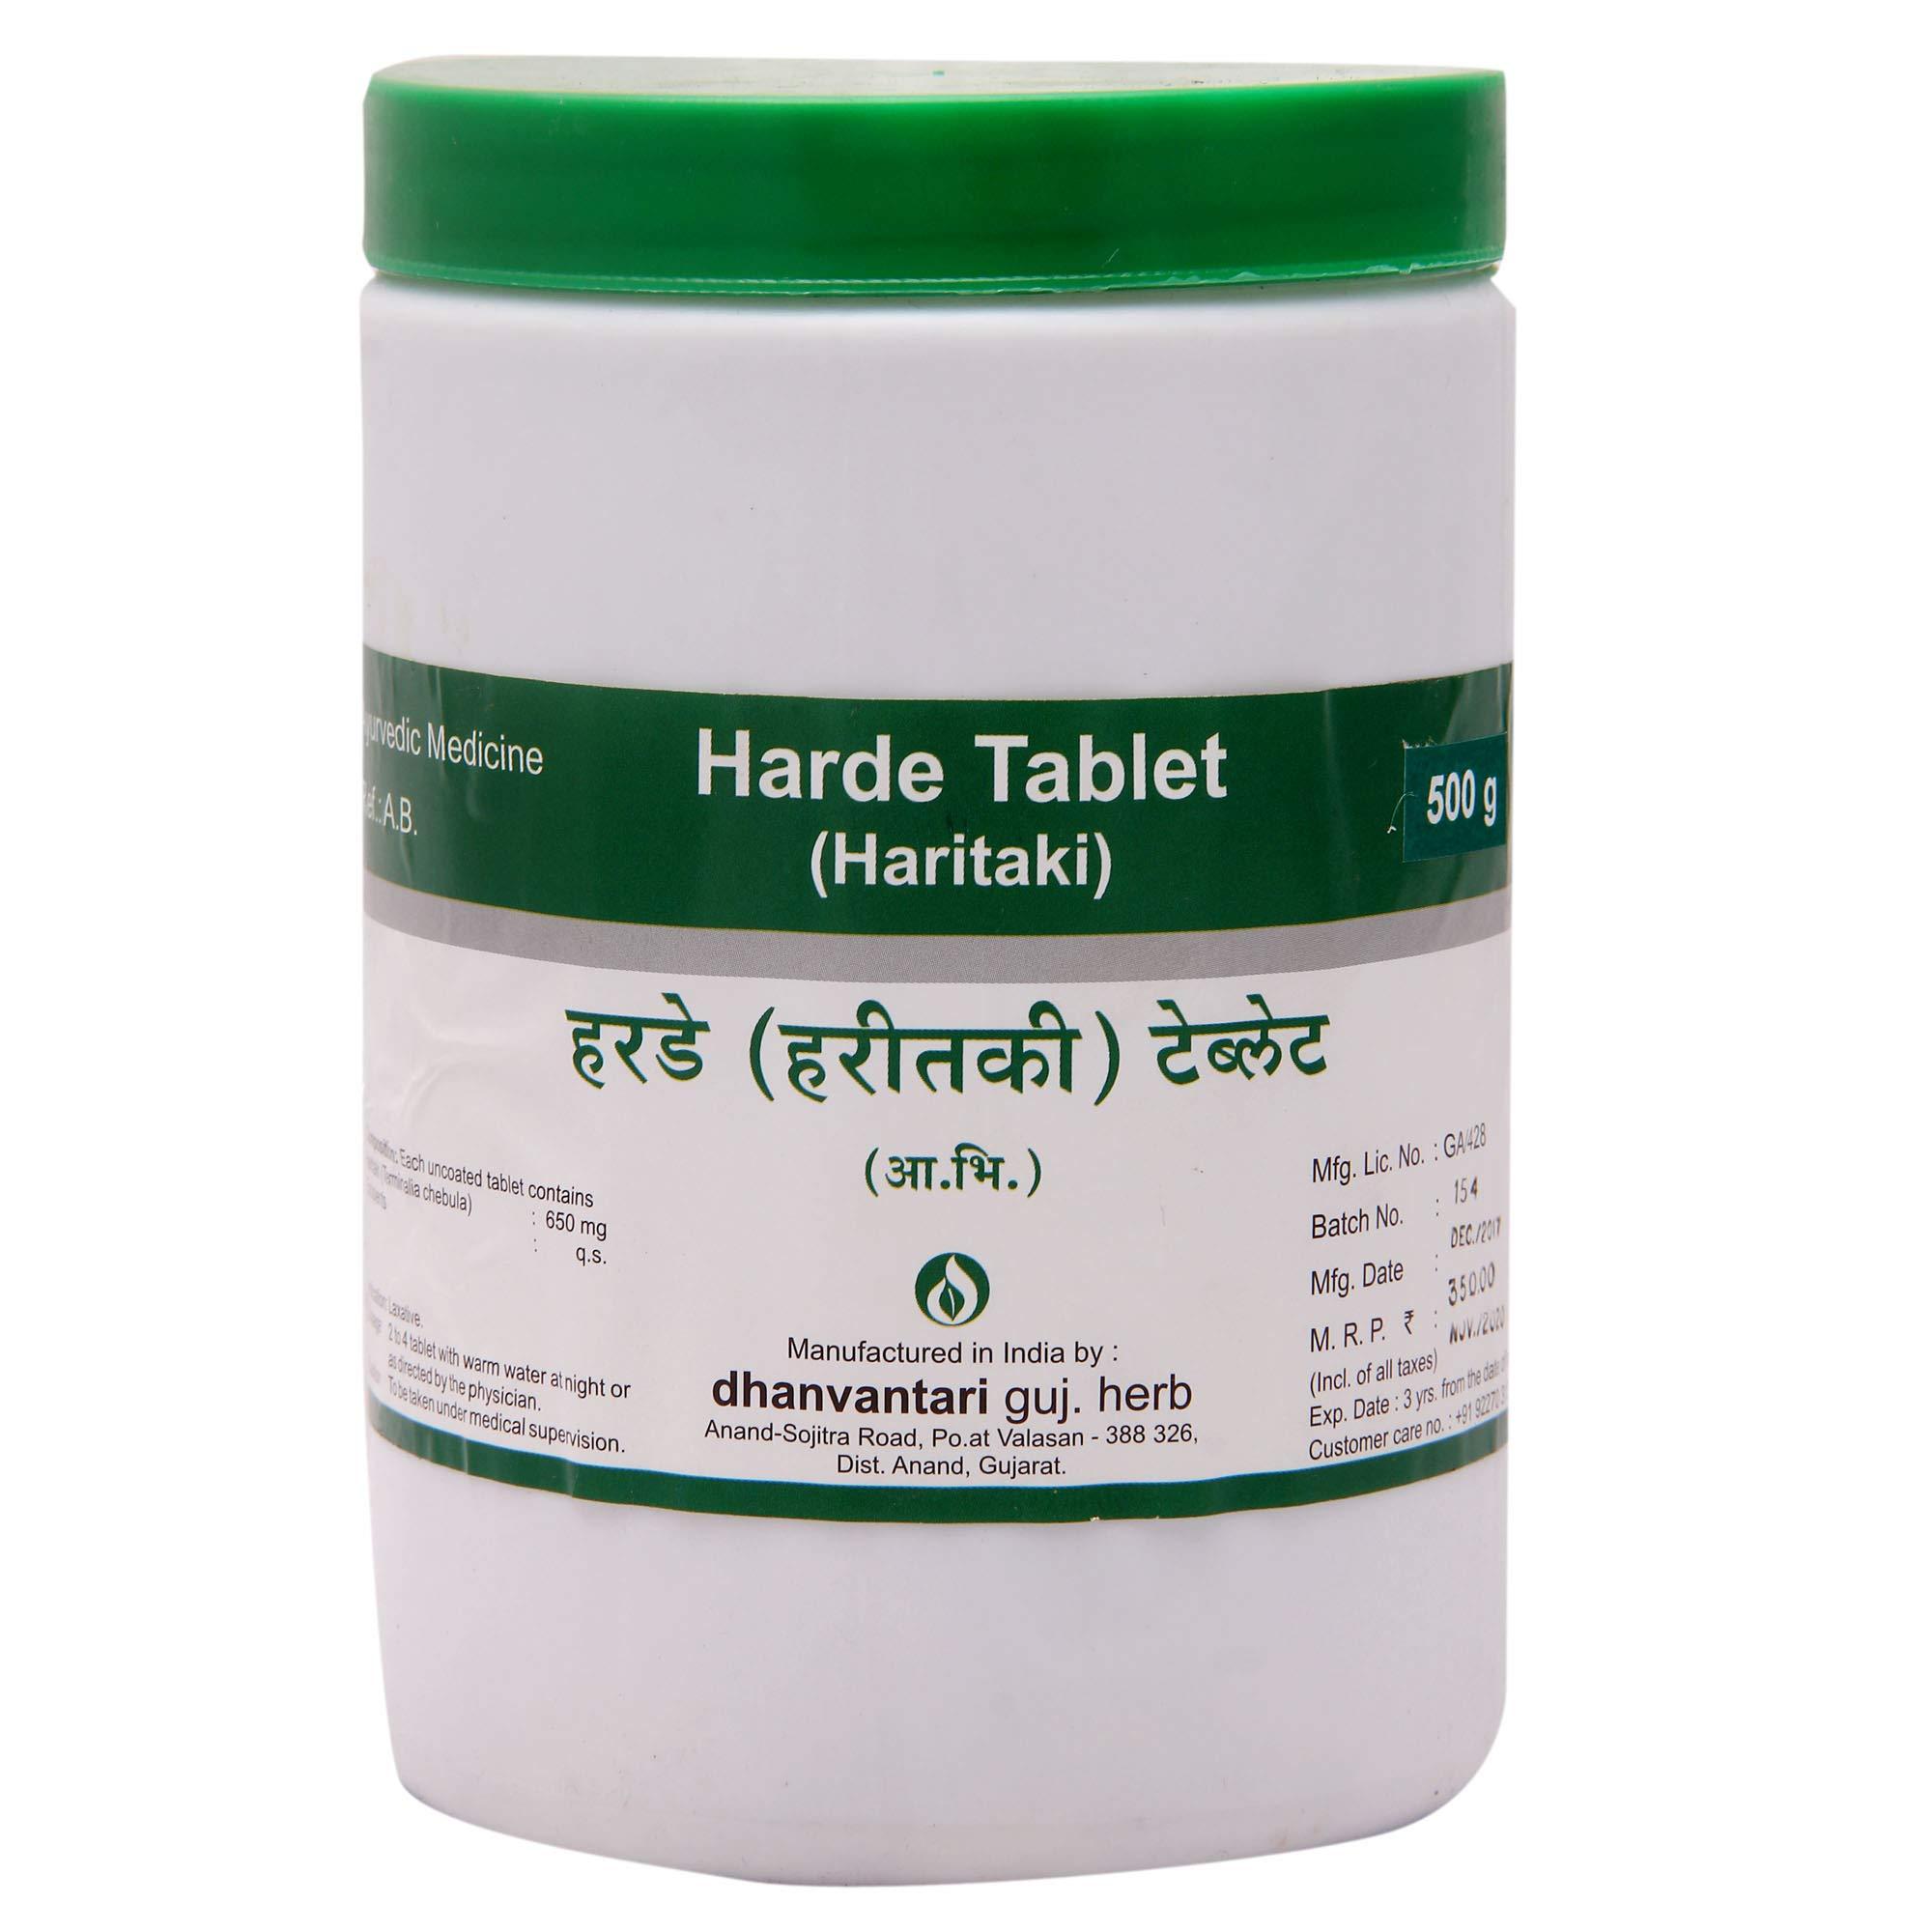 Medicine
A.B.
Harde Tablet
(Haritaki)
500 g
हरडे (हरीतकी) टेब्लेट
(आ.भि.)
Each uncoated tablet contains
(Terminalia chebula) : 650 mg
: q.s.
Laxative.
2 to 4 tablet with warm water at night or
as directed by the physician.
To be taken under medical supervision.
Manufactured in India by :
dhanvantari guj. herb
Anand-Sojitra Road, Po.at Valasan - 388 326,
Dist. Anand, Gujarat.
Mfg. Lic. No. : GA/428
Batch No. : 154
Mfg. Date : DEC./2017
M. R. P. ₹ : 350.00
(Incl. of all taxes) NOV./2020
Exp. Date : 3 yrs. from the date
Customer care no. : +91 92270